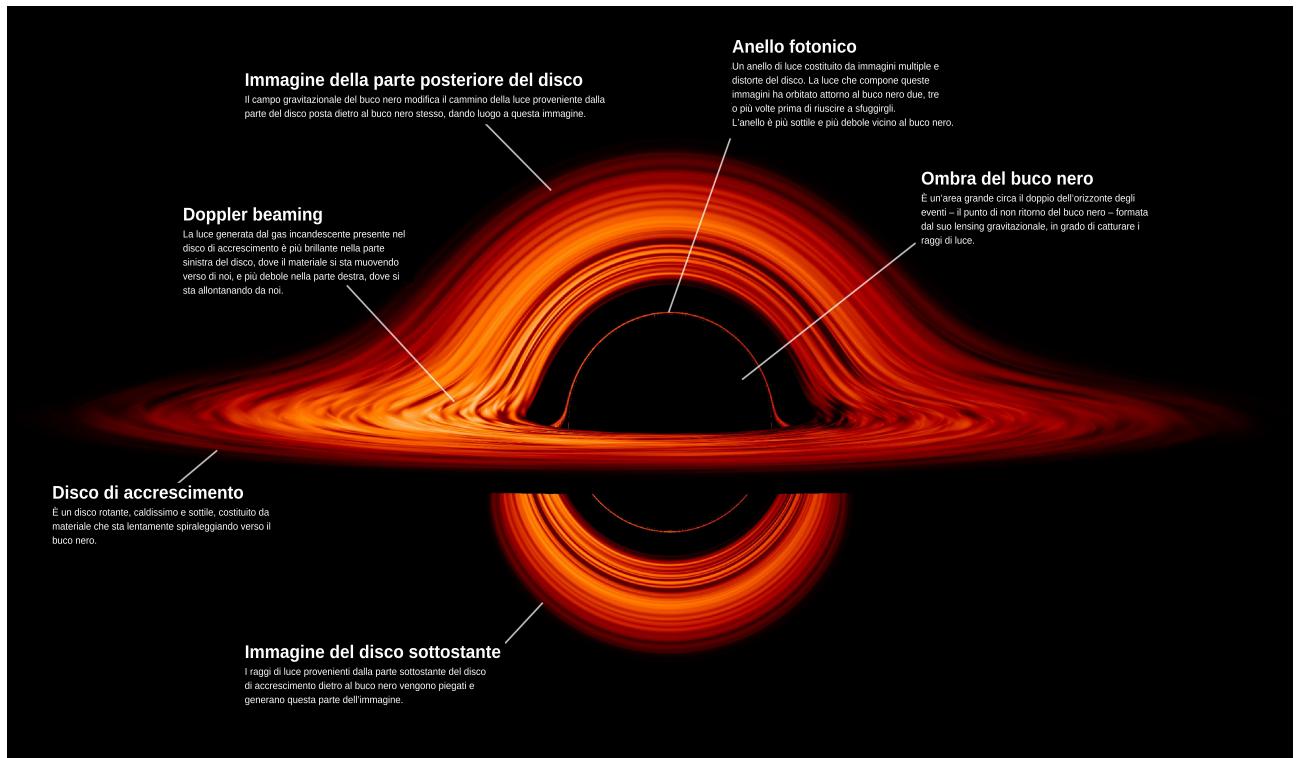 Anello fotonico
Un anello di luce costituito da immagini multiple e
distorte del disco. La luce che compone queste
immagini ha orbitato attorno al buco nero due, tre
o più volte prima di riuscire a sfuggirgli.
L'anello è più sottile e più debole vicino al buco nero.
Immagine della parte posteriore del disco
Il campo gravitazionale del buco nero modifica il cammino della luce proveniente dalla
parte del disco posta dietro al buco nero stesso, dando luogo a questa immagine.
Ombra del buco nero
È un'area grande circa il doppio dell'orizzonte degli
eventi – il punto di non ritorno del buco nero – formata
dal suo lensing gravitazionale, in grado di catturare i
raggi di luce.
Doppler beaming
La luce generata dal gas incandescente presente nel
disco di accrescimento è più brillante nella parte
sinistra del disco, dove il materiale si sta muovendo
verso di noi, e più debole nella parte destra, dove si
sta allontanando da noi.
Disco di accrescimento
È un disco rotante, caldissimo e sottile, costituito da
materiale che sta lentamente spiraleggiando verso il
buco nero.
Immagine del disco sottostante
I raggi di luce provenienti dalla parte sottostante del disco
di accrescimento dietro al buco nero vengono piegati e
generano questa parte dell'immagine.